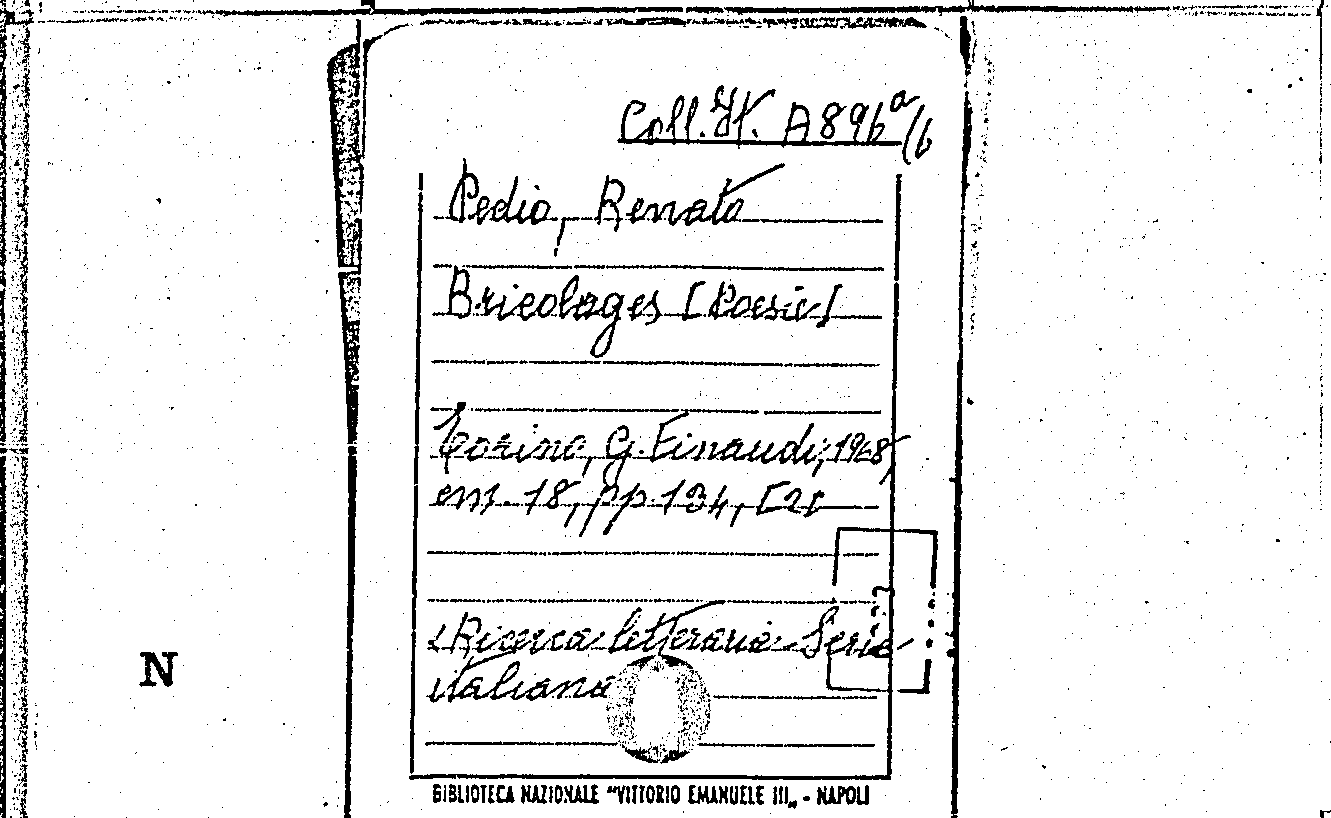 Coll. It. A 896 a/6
Pedio, Renato
Bricolages [Poesie]
Torino, G. Einaudi, 1968,
cm. 18, pp. 134, [2]
(Ricerca letteraria Serie
italiana
N
BIBLIOTECA NAZIONALE "VITTORIO EMANUELE III„ - NAPOLI